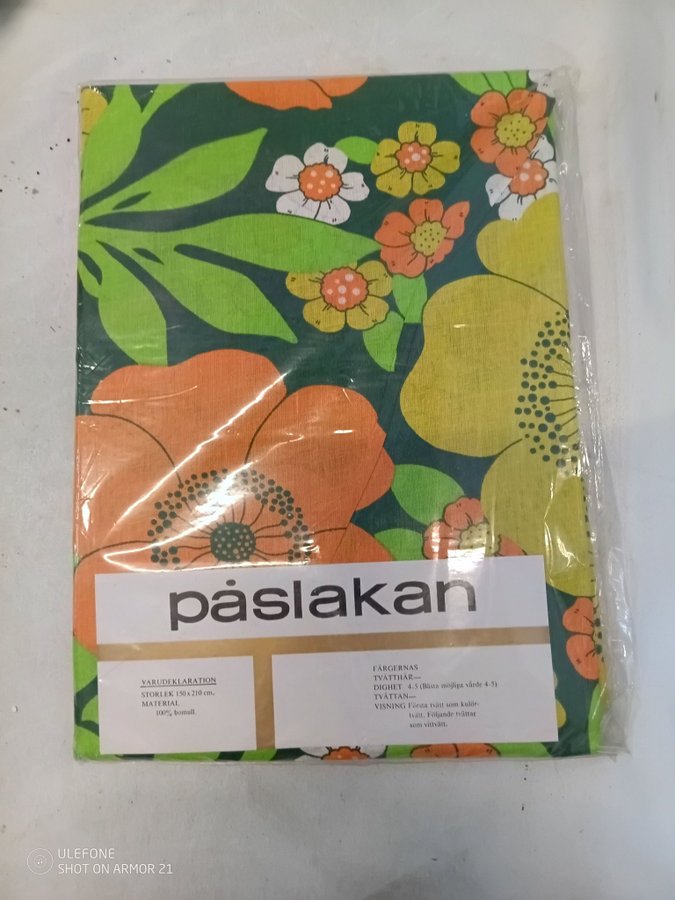 påslakan
VARUDEKLARATION
STORLEK 150 x 210 cm.
MATERIAL
100% bomull.
FÄRGERNAS
TVÄTTHÄR—
DIGHET 4-5 (Bästa möjliga värde 4-5)
TVÄTTAN—
VISNING Första tvätt som kulör-
tvätt. Följande tvättar
som vittvätt.
ULEFONE
SHOT ON ARMOR 21